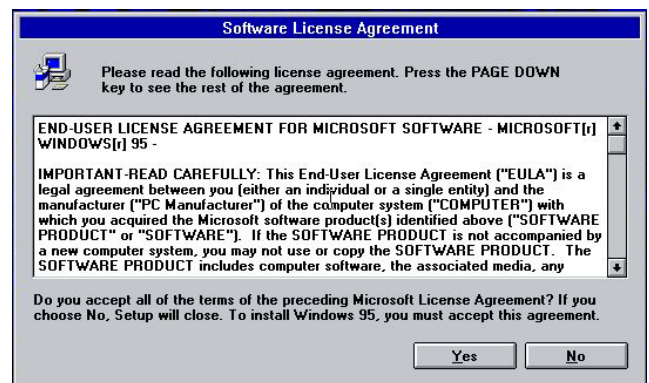 Software License Agreement
Please read the following license agreement. Press the PAGE DOWN
key to see the rest of the agreement.
END-USER LICENSE AGREEMENT FOR MICROSOFT SOFTWARE - MICROSOFT[r]
WINDOWS[r] 95 -
IMPORTANT-READ CAREFULLY: This End-User License Agreement ("EULA") is a
legal agreement between you (either an individual or a single entity) and the
manufacturer ("PC Manufacturer") of the computer system ("COMPUTER") with
which you acquired the Microsoft software product(s) identified above ("SOFTWARE
PRODUCT" or "SOFTWARE"). If the SOFTWARE PRODUCT is not accompanied by
a new computer system, you may not use or copy the SOFTWARE PRODUCT. The
SOFTWARE PRODUCT includes computer software, the associated media, any
Do you accept all of the terms of the preceding Microsoft License Agreement? If you
choose No, Setup will close. To install Windows 95, you must accept this agreement.
Yes
No